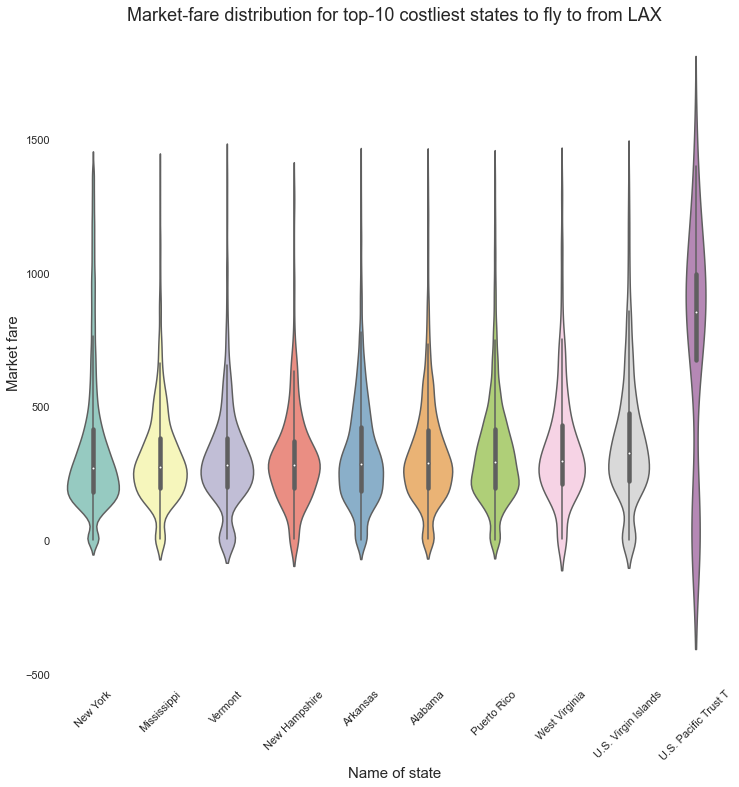 Market-fare distribution for top-10 costliest states to fly to from LAX
1500
1000
500
0
−500
Market fare
New York
Mississippi
Vermont
New Hampshire
Arkansas
Alabama
Puerto Rico
West Virginia
U.S. Virgin Islands
U.S. Pacific Trust T
Name of state